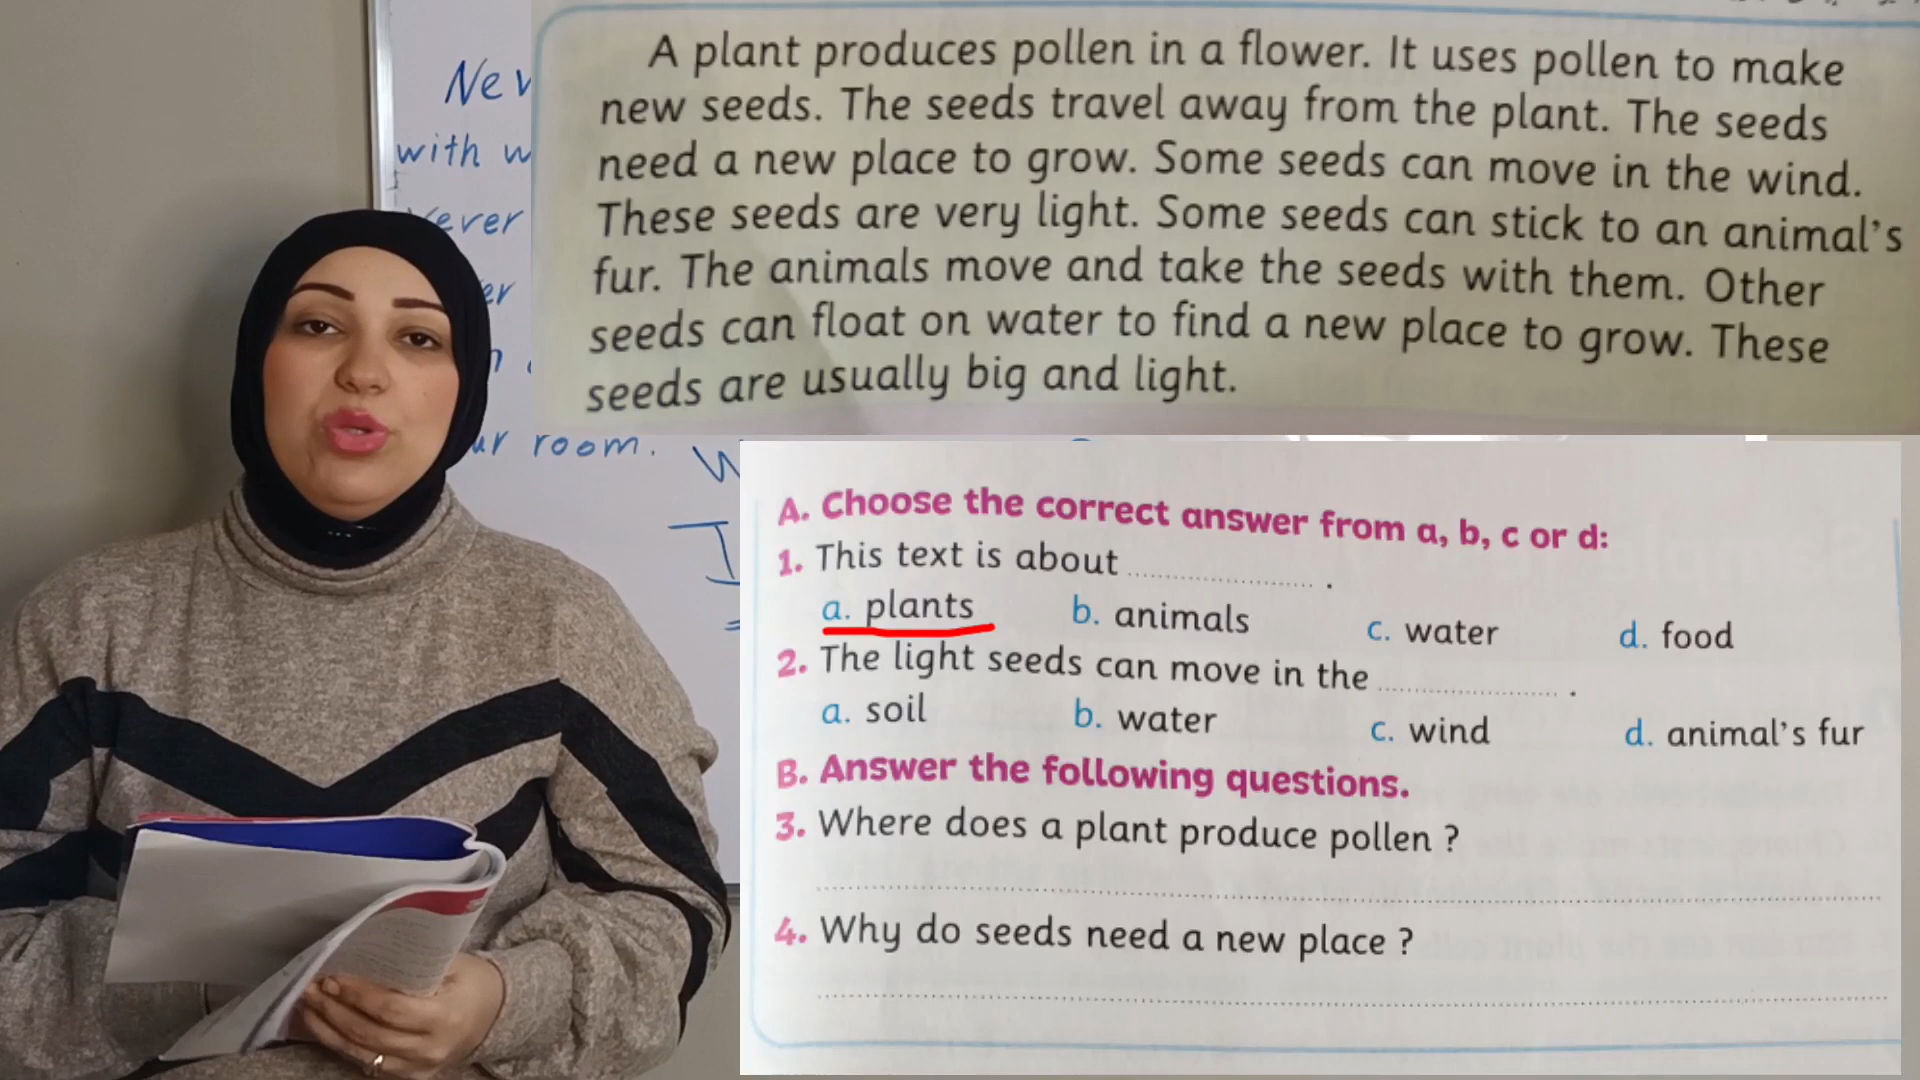 with
ever
er
ur room.
A plant produces pollen in a flower. It uses pollen to make
new seeds. The seeds travel away from the plant. The seeds
need a new place to grow. Some seeds can move in the wind.
These seeds are very light. Some seeds can stick to an animal's
fur. The animals move and take the seeds with them. Other
seeds can float on water to find a new place to grow. These
seeds are usually big and light.
A. Choose the correct answer from a, b, c or d:
1. This text is about .................... .
a. plants b. animals c. water d. food
2. The light seeds can move in the .................... .
a. soil b. water c. wind d. animal's fur
B. Answer the following questions.
3. Where does a plant produce pollen ?
4. Why do seeds need a new place ?